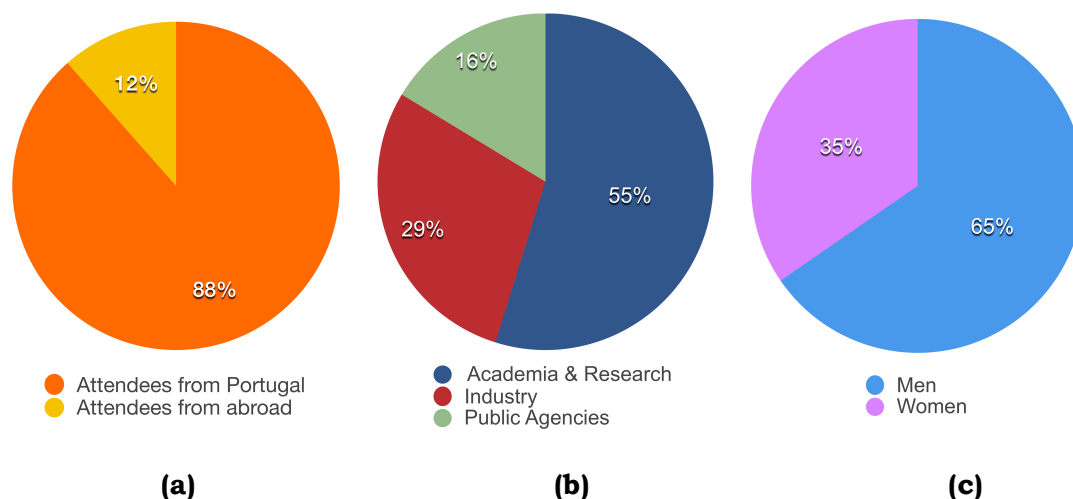 12%
88%
Attendees from Portugal
Attendees from abroad
(a)
16%
55%
29%
Academia & Research
Industry
Public Agencies
(b)
35%
65%
Men
Women
(c)